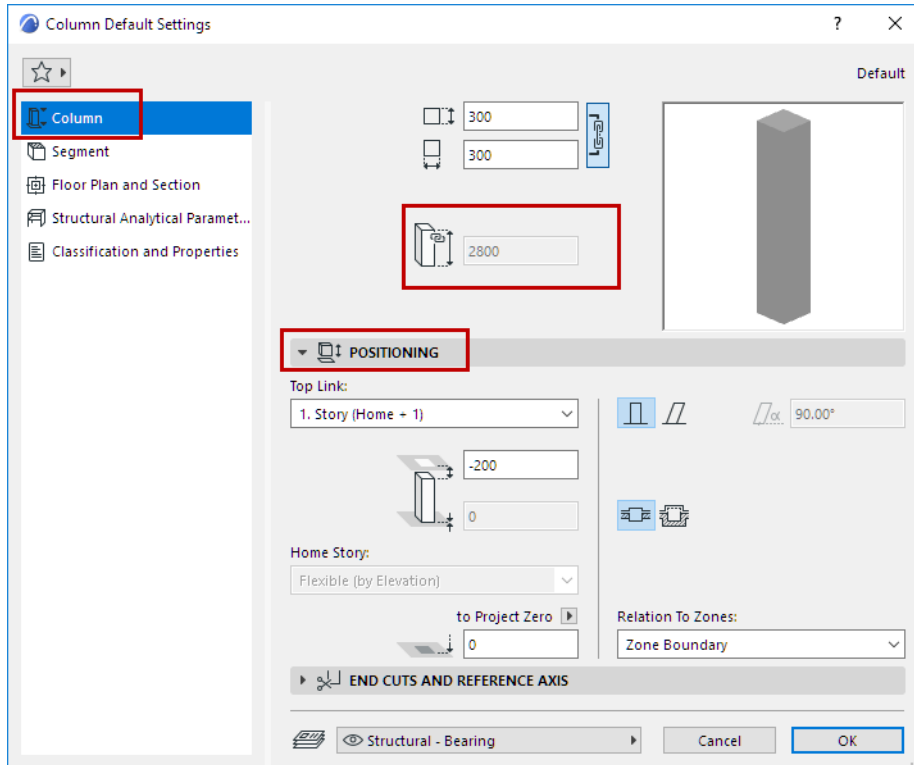 Column Default Settings
?
Default
Column
Segment
Floor Plan and Section
Structural Analytical Paramet...
Classification and Properties
300
300
2800
POSITIONING
Top Link:
1. Story (Home + 1)
α 90.00°
-200
0
Home Story:
Flexible (by Elevation)
to Project Zero
Relation To Zones:
0
Zone Boundary
END CUTS AND REFERENCE AXIS
Structural - Bearing
Cancel
OK